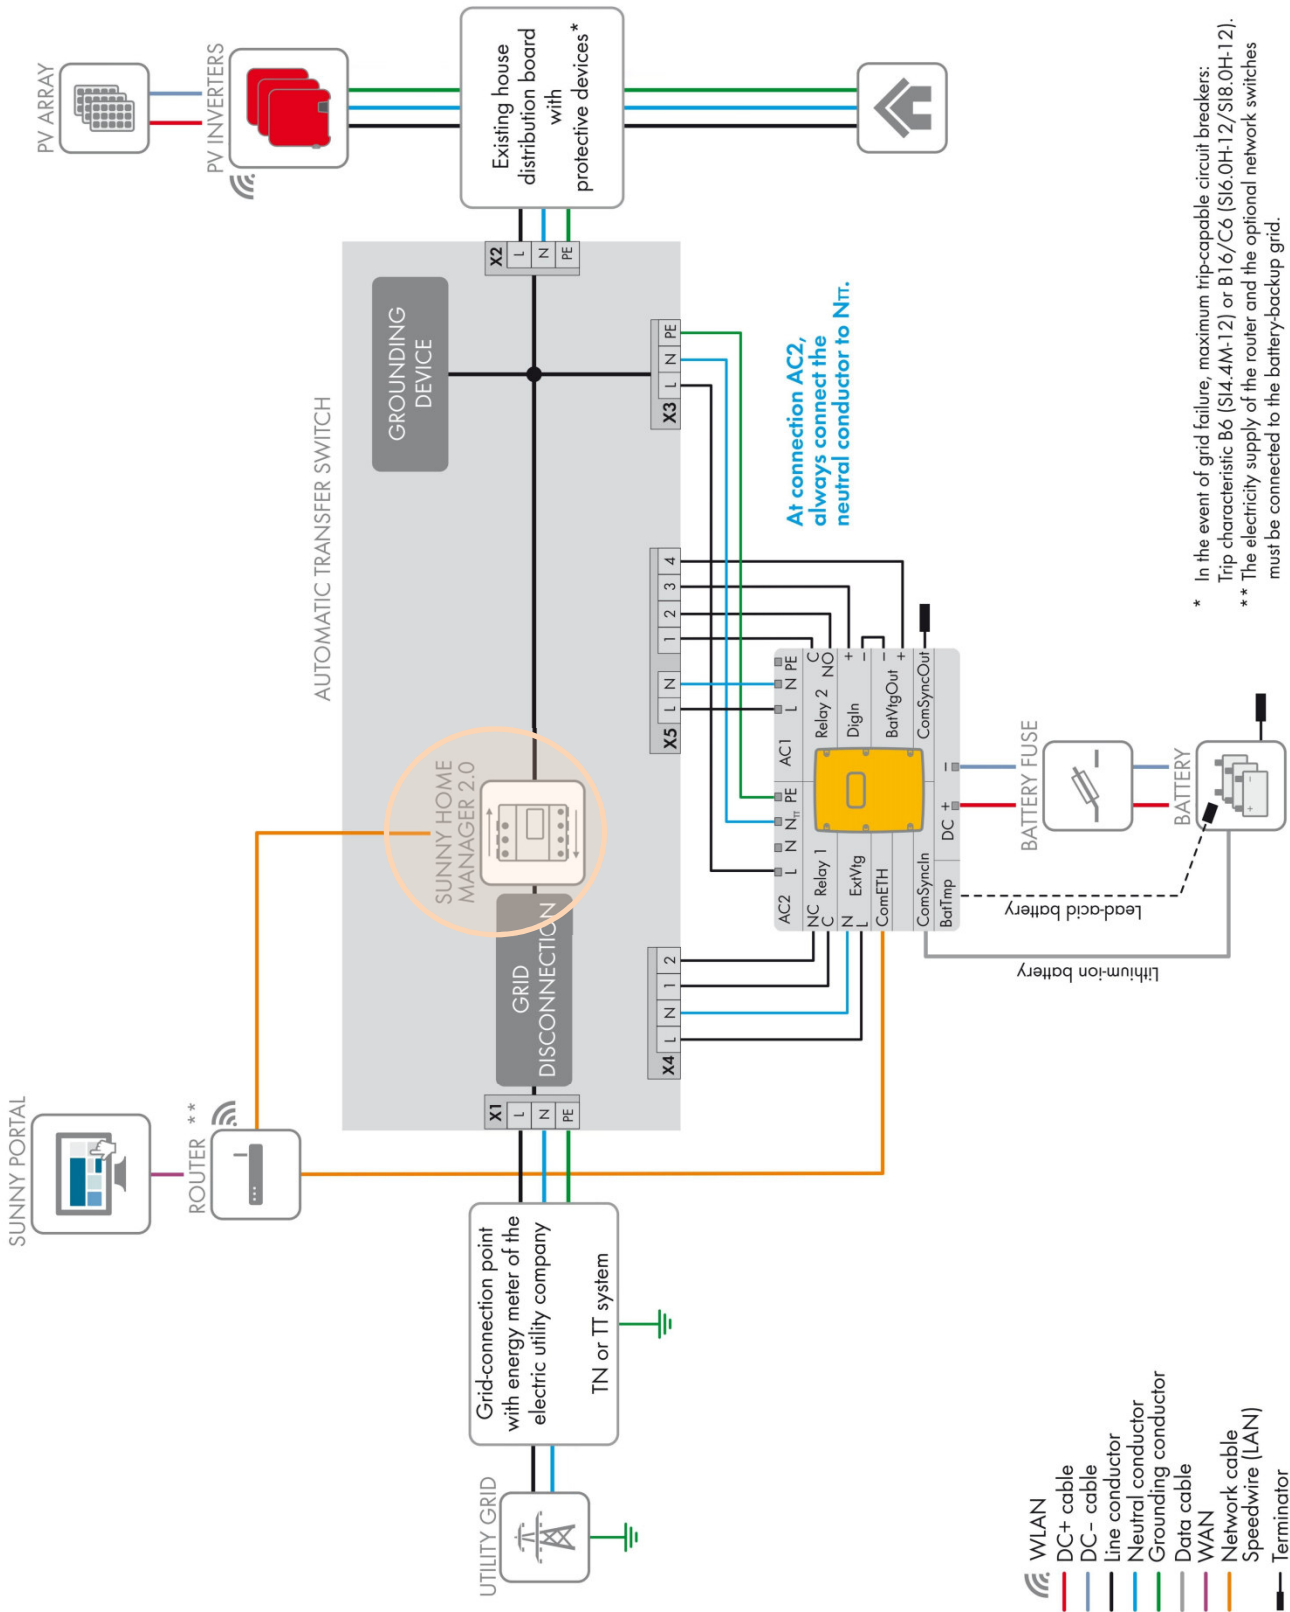 SUNNY PORTAL
ROUTER **
PV ARRAY
PV INVERTERS
AUTOMATIC TRANSFER SWITCH
UTILITY GRID
Grid-connection point
with energy meter of the
electric utility company
TN or TT system
X1
L
N
PE
GRID
DISCONNECTION
SUNNY HOME
MANAGER 2.0
GROUNDING
DEVICE
X2
L
N
PE
Existing house
distribution board
with
protective devices*
X4
L
N
1
2
X5
L
N
1
2
3
4
X3
L
N
PE
At connection AC2,
always connect the
neutral conductor to NTT.
AC2
L
N
NTT
PE
AC1
L
N
PE
NC
C
Relay 1
Relay 2
C
NO
N
L
ExtVtg
DigIn
+
−
ComETH
BatVtgOut
−
+
ComSyncIn
ComSyncOut
BatTmp
DC
+
−
Lead-acid battery
Lithium-ion battery
BATTERY FUSE
BATTERY
WLAN
DC+ cable
DC− cable
Line conductor
Neutral conductor
Grounding conductor
Data cable
WAN
Network cable
Speedwire (LAN)
Terminator
* In the event of grid failure, maximum trip-capable circuit breakers:
Trip characteristic B6 (SI4.4M-12) or B16/C6 (SI6.0H-12/SI8.0H-12).
** The electricity supply of the router and the optional network switches
must be connected to the battery-backup grid.